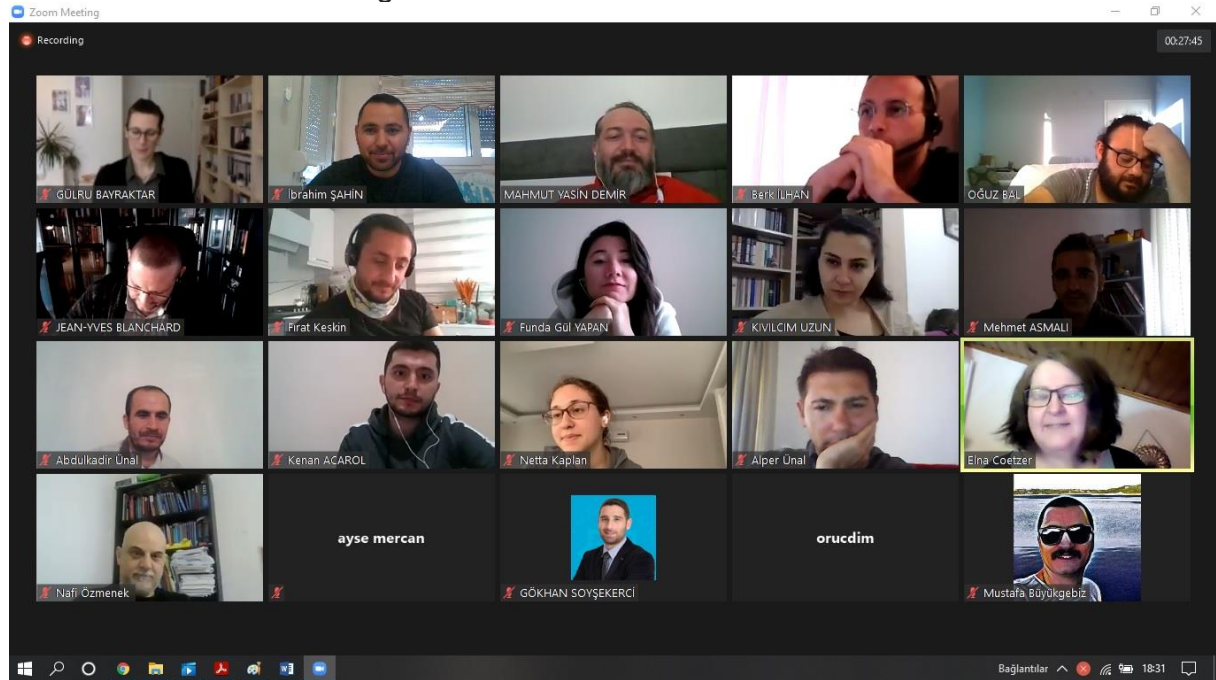 Zoom Meeting
Recording
00:27:45
GÜLRU BAYRAKTAR
İbrahim ŞAHİN
MAHMUT YASİN DEMİR
Berk İLHAN
OĞUZ BAL
JEAN-YVES BLANCHARD
Fırat Keskin
Funda Gül YAPAN
KIVILCIM UZUN
Mehmet ASMALI
Abdulkadir Ünal
Kenan ACAROL
Netta Kaplan
Alper Ünal
Elna Coetzer
Nafi Özmenek
ayse mercan
GÖKHAN SOYŞEKERCİ
orucdim
Mustafa Büyükgebiz
Bağlantılar
18:31